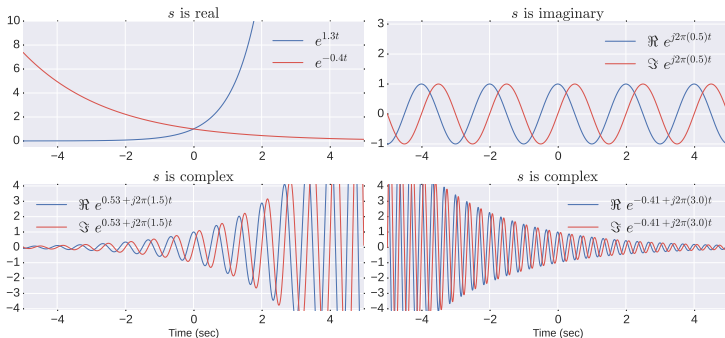 s is real
10
8
6
4
2
0
e^{1.3t}
e^{−0.4t}
−4 −2 0 2 4
s is imaginary
3
2
1
0
−1
ℜ e^{j2π(0.5)t}
ℑ e^{j2π(0.5)t}
−4 −2 0 2 4
s is complex
4
3
2
1
0
−1
−2
−3
−4
ℜ e^{0.53+j2π(1.5)t}
ℑ e^{0.53+j2π(1.5)t}
−4 −2 0 2 4
Time (sec)
s is complex
4
3
2
1
0
−1
−2
−3
−4
ℜ e^{−0.41+j2π(3.0)t}
ℑ e^{−0.41+j2π(3.0)t}
−4 −2 0 2 4
Time (sec)